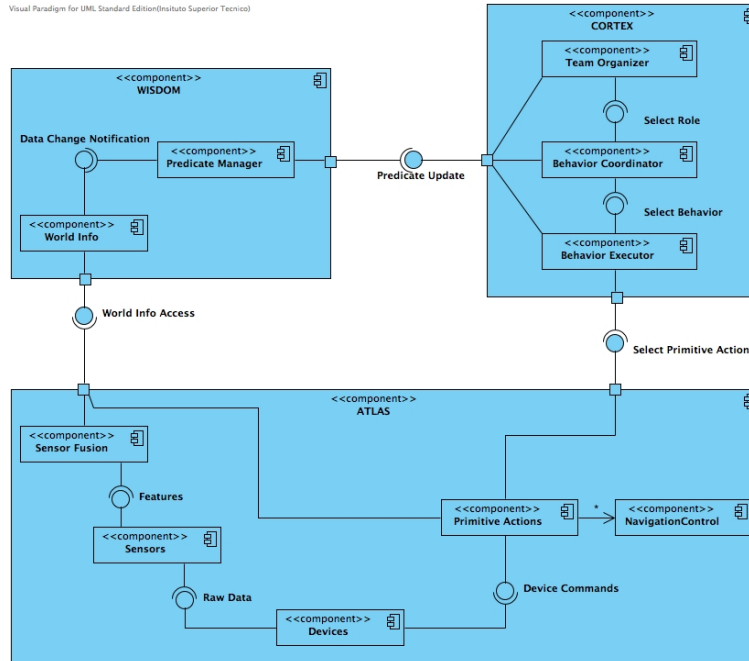 Visual Paradigm for UML Standard Edition(Insituto Superior Tecnico)
<<component>>
CORTEX
<<component>>
Team Organizer
<<component>>
WISDOM
Select Role
Data Change Notification
<<component>>
Predicate Manager
<<component>>
Behavior Coordinator
Predicate Update
Select Behavior
<<component>>
World Info
<<component>>
Behavior Executor
World Info Access
Select Primitive Action
<<component>>
ATLAS
<<component>>
Sensor Fusion
Features
<<component>>
Primitive Actions
*
<<component>>
NavigationControl
<<component>>
Sensors
Raw Data
Device Commands
<<component>>
Devices